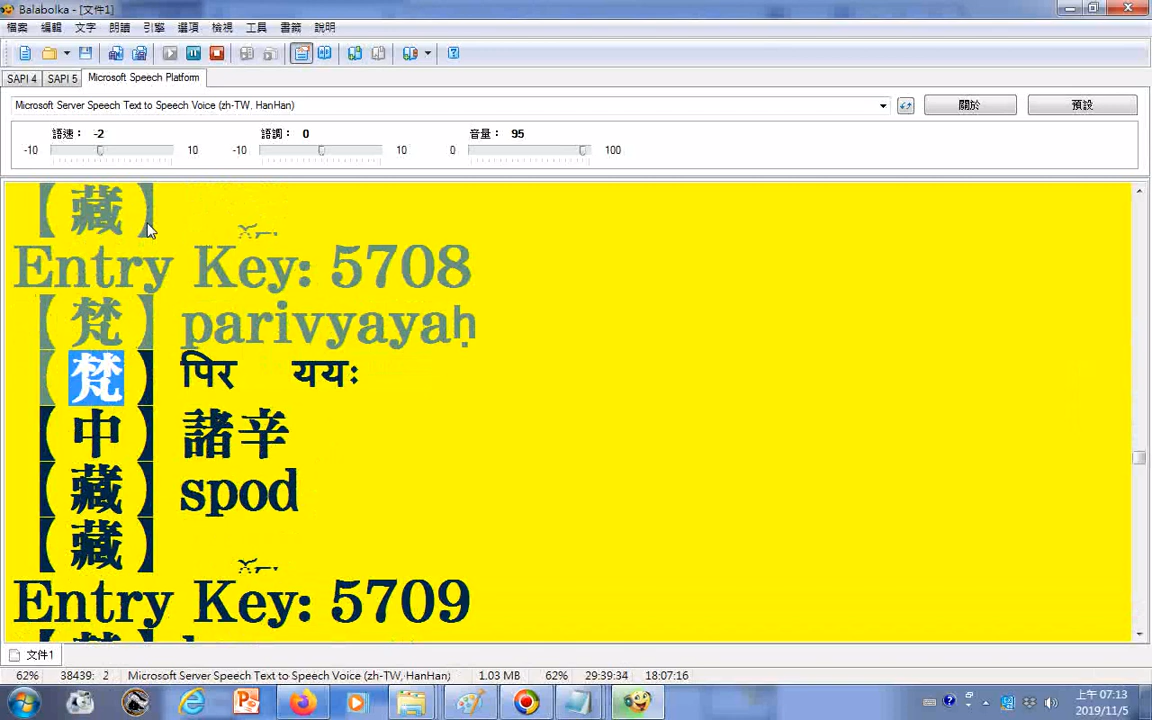 Balabolka - [文件1]
檔案 編輯 文字 朗讀 引擎 選項 檢視 工具 書籤 說明
SAPI 4 SAPI 5 Microsoft Speech Platform
Microsoft Server Speech Text to Speech Voice (zh-TW, HanHan) 關於 預設
語速： -2 語調： 0 音量： 95
-10 10 -10 10 0 100
【藏】
Entry Key: 5708
【梵】 parivyayaḥ
【梵】 पिर ययः
【中】 諸辛
【藏】 spod
【藏】
Entry Key: 5709
文件1
62% 38439: 2 Microsoft Server Speech Text to Speech Voice (zh-TW, HanHan) 1.03 MB 62% 29:39:34 18:07:16
上午 07:13
2019/11/5